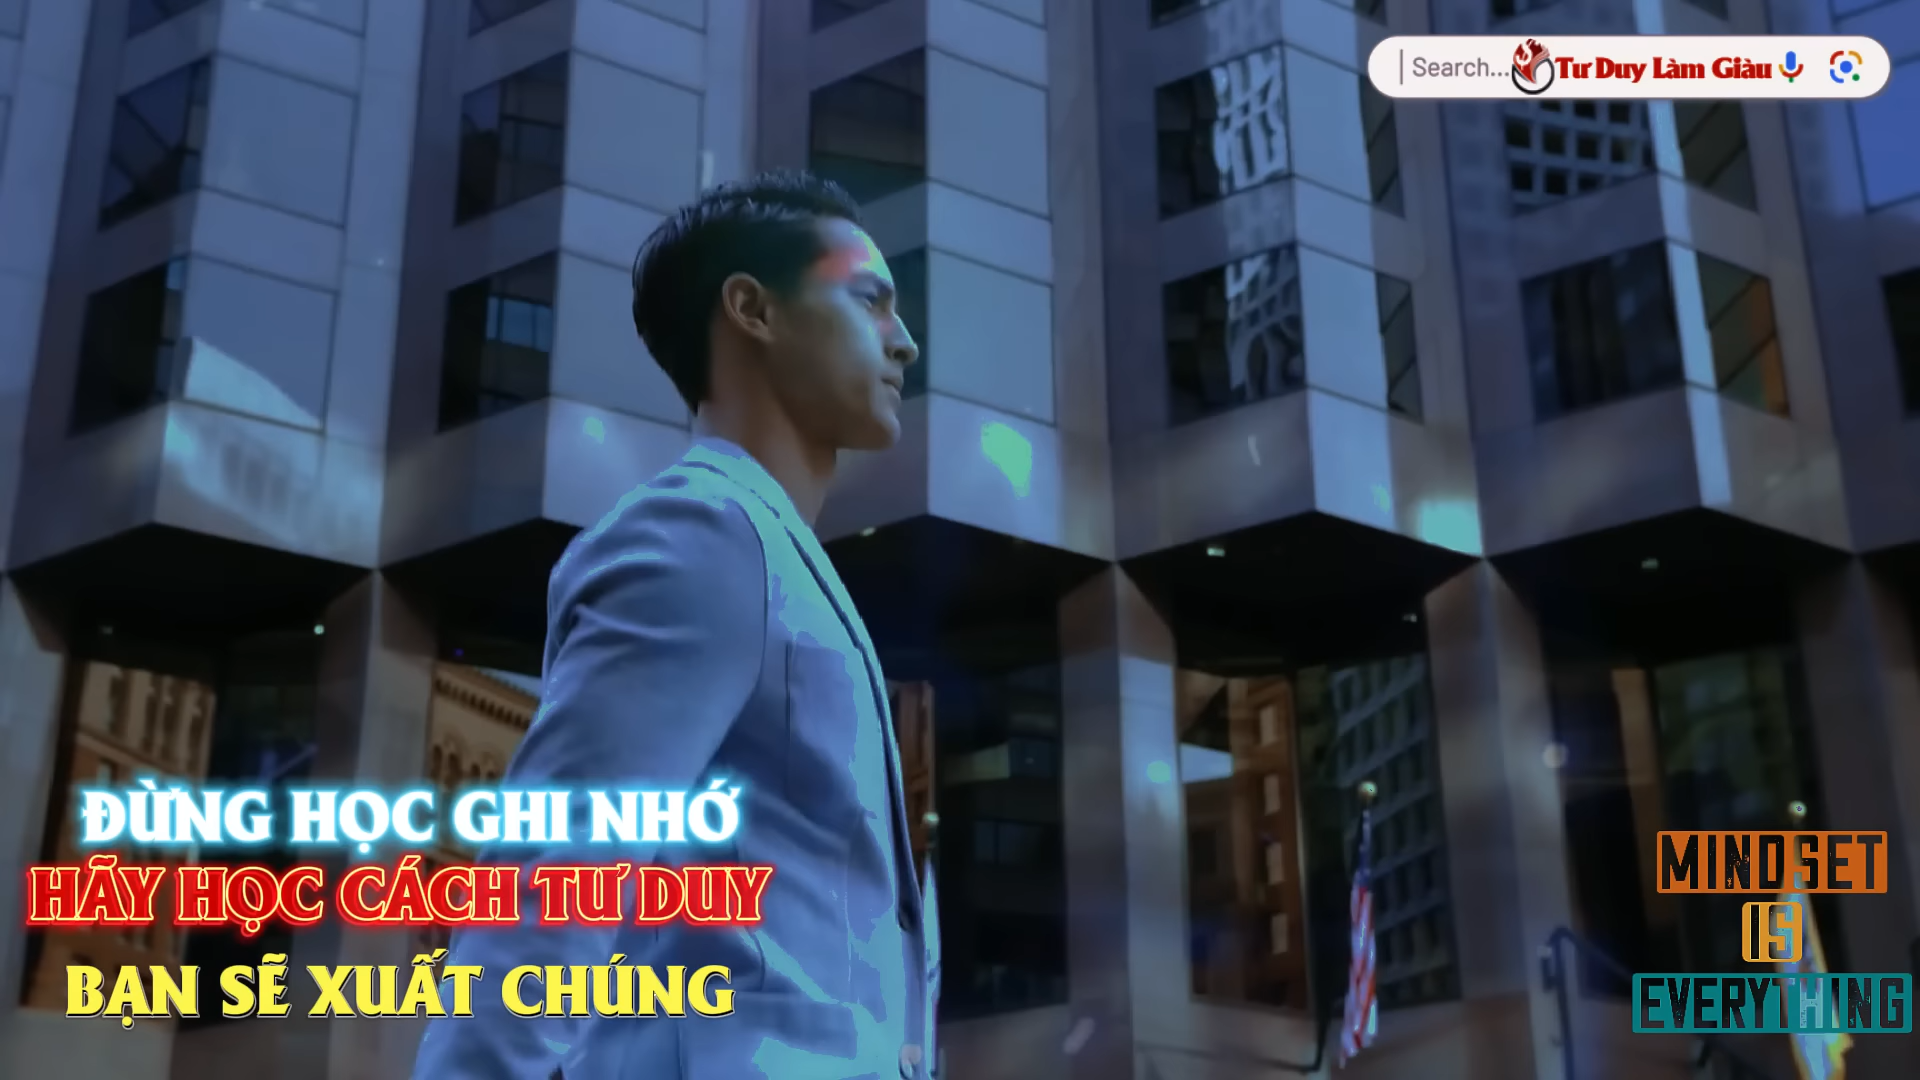 Search... Tư Duy Làm Giàu
ĐỪNG HỌC GHI NHỚ
HÃY HỌC CÁCH TƯ DUY
BẠN SẼ XUẤT CHÚNG
MINDSET
IS
EVERYTHING